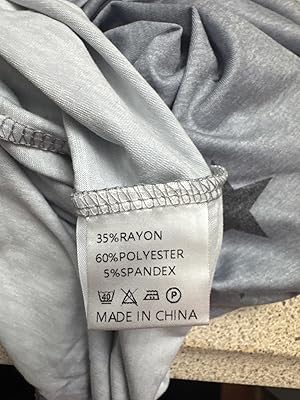 35%RAYON
60%POLYESTER
5%SPANDEX
40 P
MADE IN CHINA